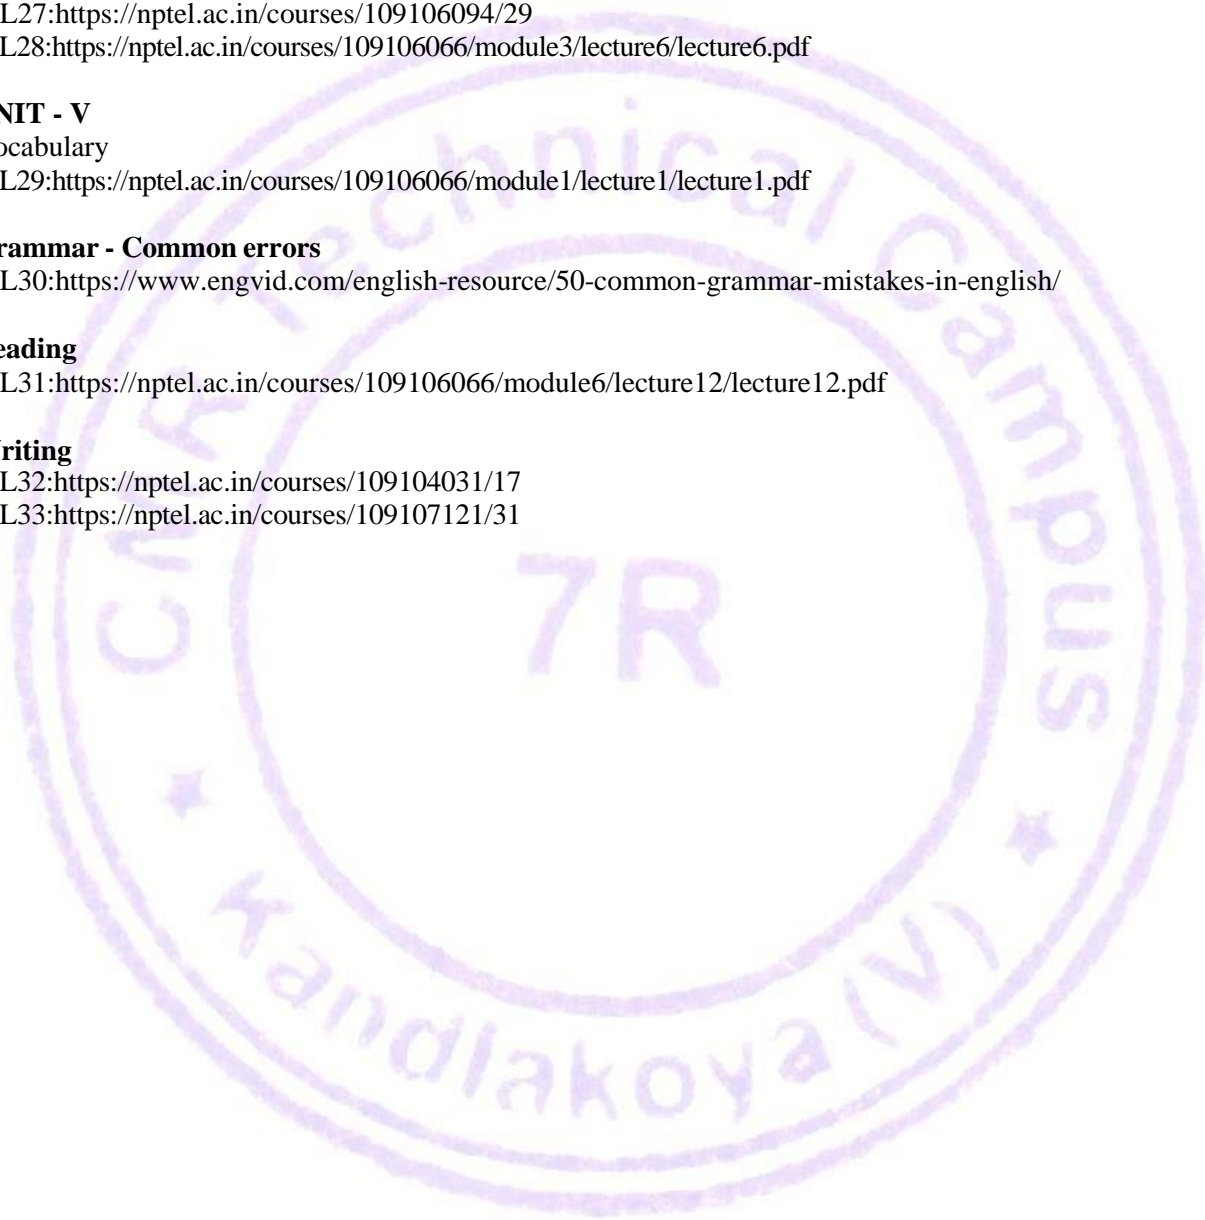 L27:https://nptel.ac.in/courses/109106094/29
L28:https://nptel.ac.in/courses/109106066/module3/lecture6/lecture6.pdf
NIT - V
ocabulary
L29:https://nptel.ac.in/courses/109106066/module1/lecture1/lecture1.pdf
rammar - Common errors
L30:https://www.engvid.com/english-resource/50-common-grammar-mistakes-in-english/
eading
L31:https://nptel.ac.in/courses/109106066/module6/lecture12/lecture12.pdf
riting
L32:https://nptel.ac.in/courses/109104031/17
L33:https://nptel.ac.in/courses/109107121/31
CMR Technical Campus
7R
Kandlakoya (V)